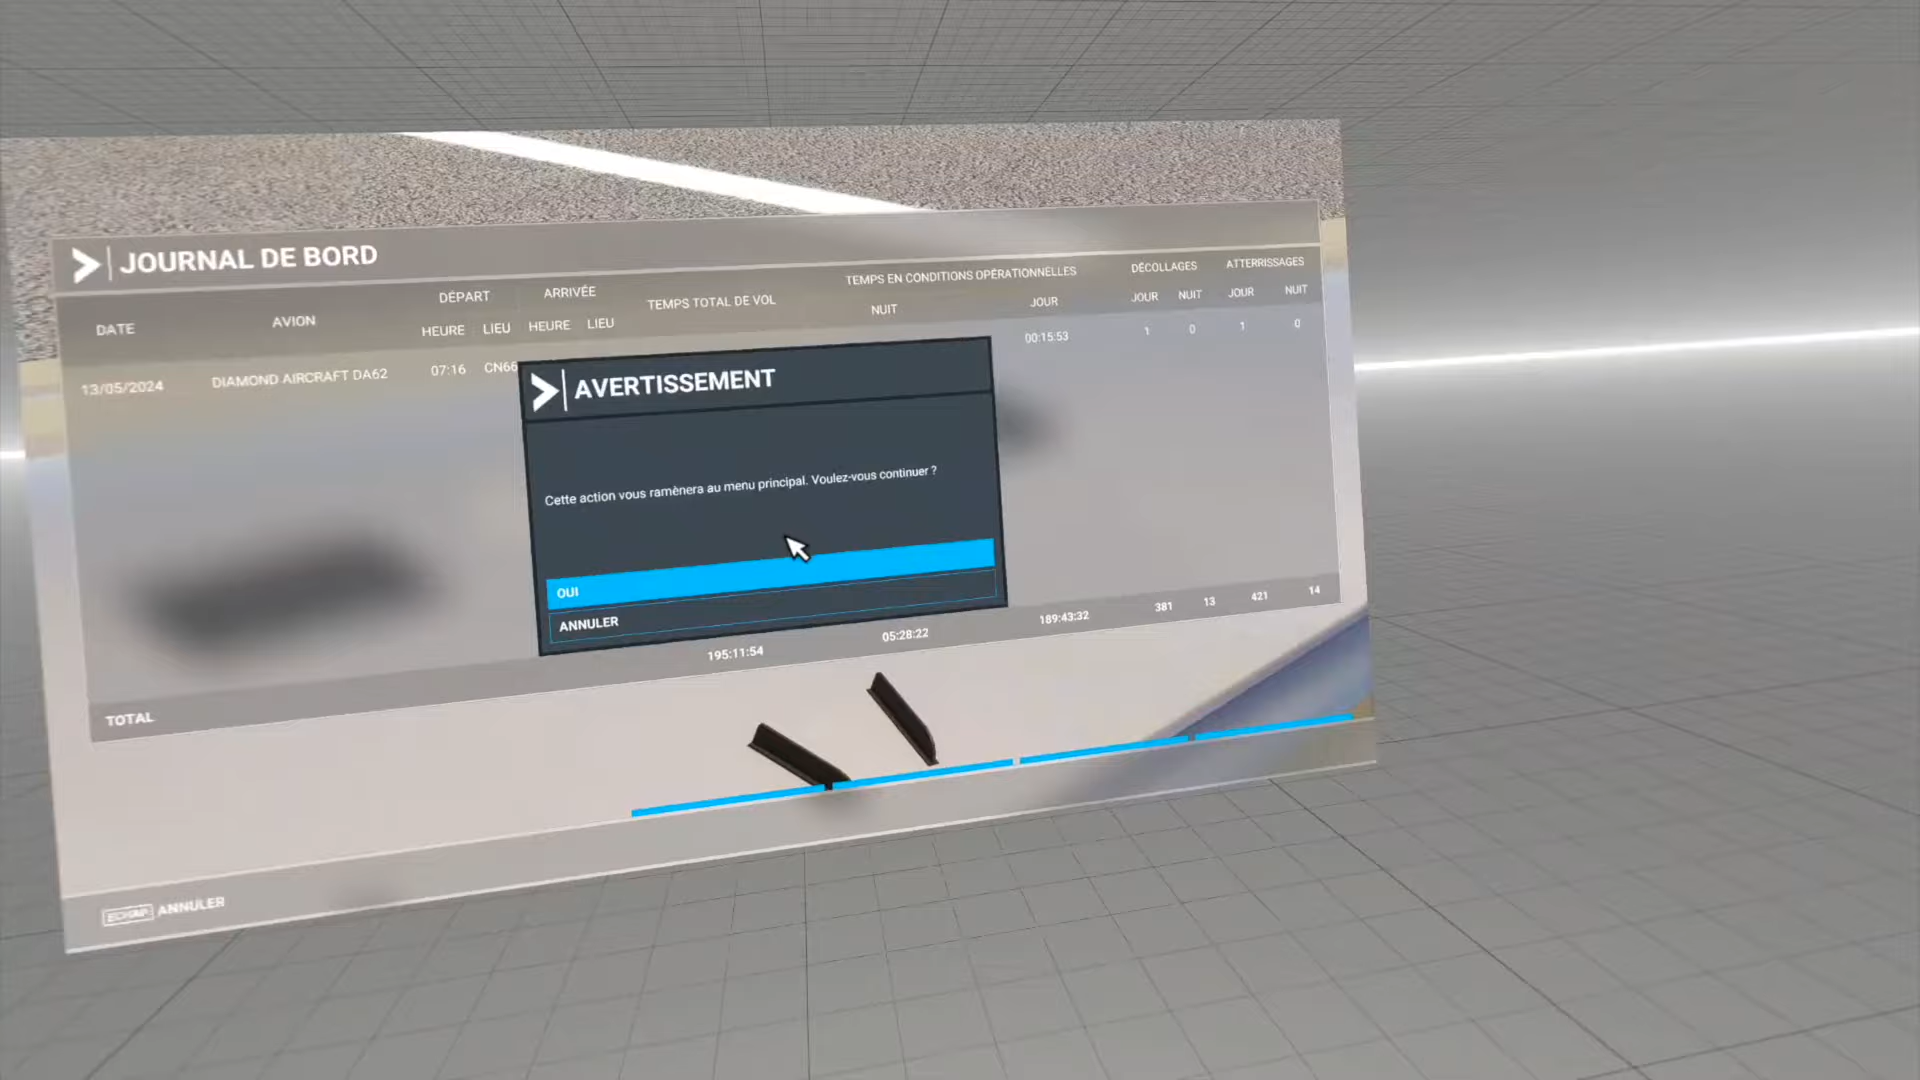 JOURNAL DE BORD
DATE
AVION
DÉPART
HEURE LIEU
ARRIVÉE
HEURE LIEU
TEMPS TOTAL DE VOL
TEMPS EN CONDITIONS OPÉRATIONNELLES
NUIT JOUR
DÉCOLLAGES
JOUR NUIT
ATTERRISSAGES
JOUR NUIT
13/05/2024 DIAMOND AIRCRAFT DA62 07:16 CN66 00:15:53 1 0 1 0
AVERTISSEMENT
Cette action vous ramènera au menu principal. Voulez-vous continuer ?
OUI
ANNULER
TOTAL 195:11:54 05:28:22 189:43:32 381 13 421 14
ECHAP ANNULER